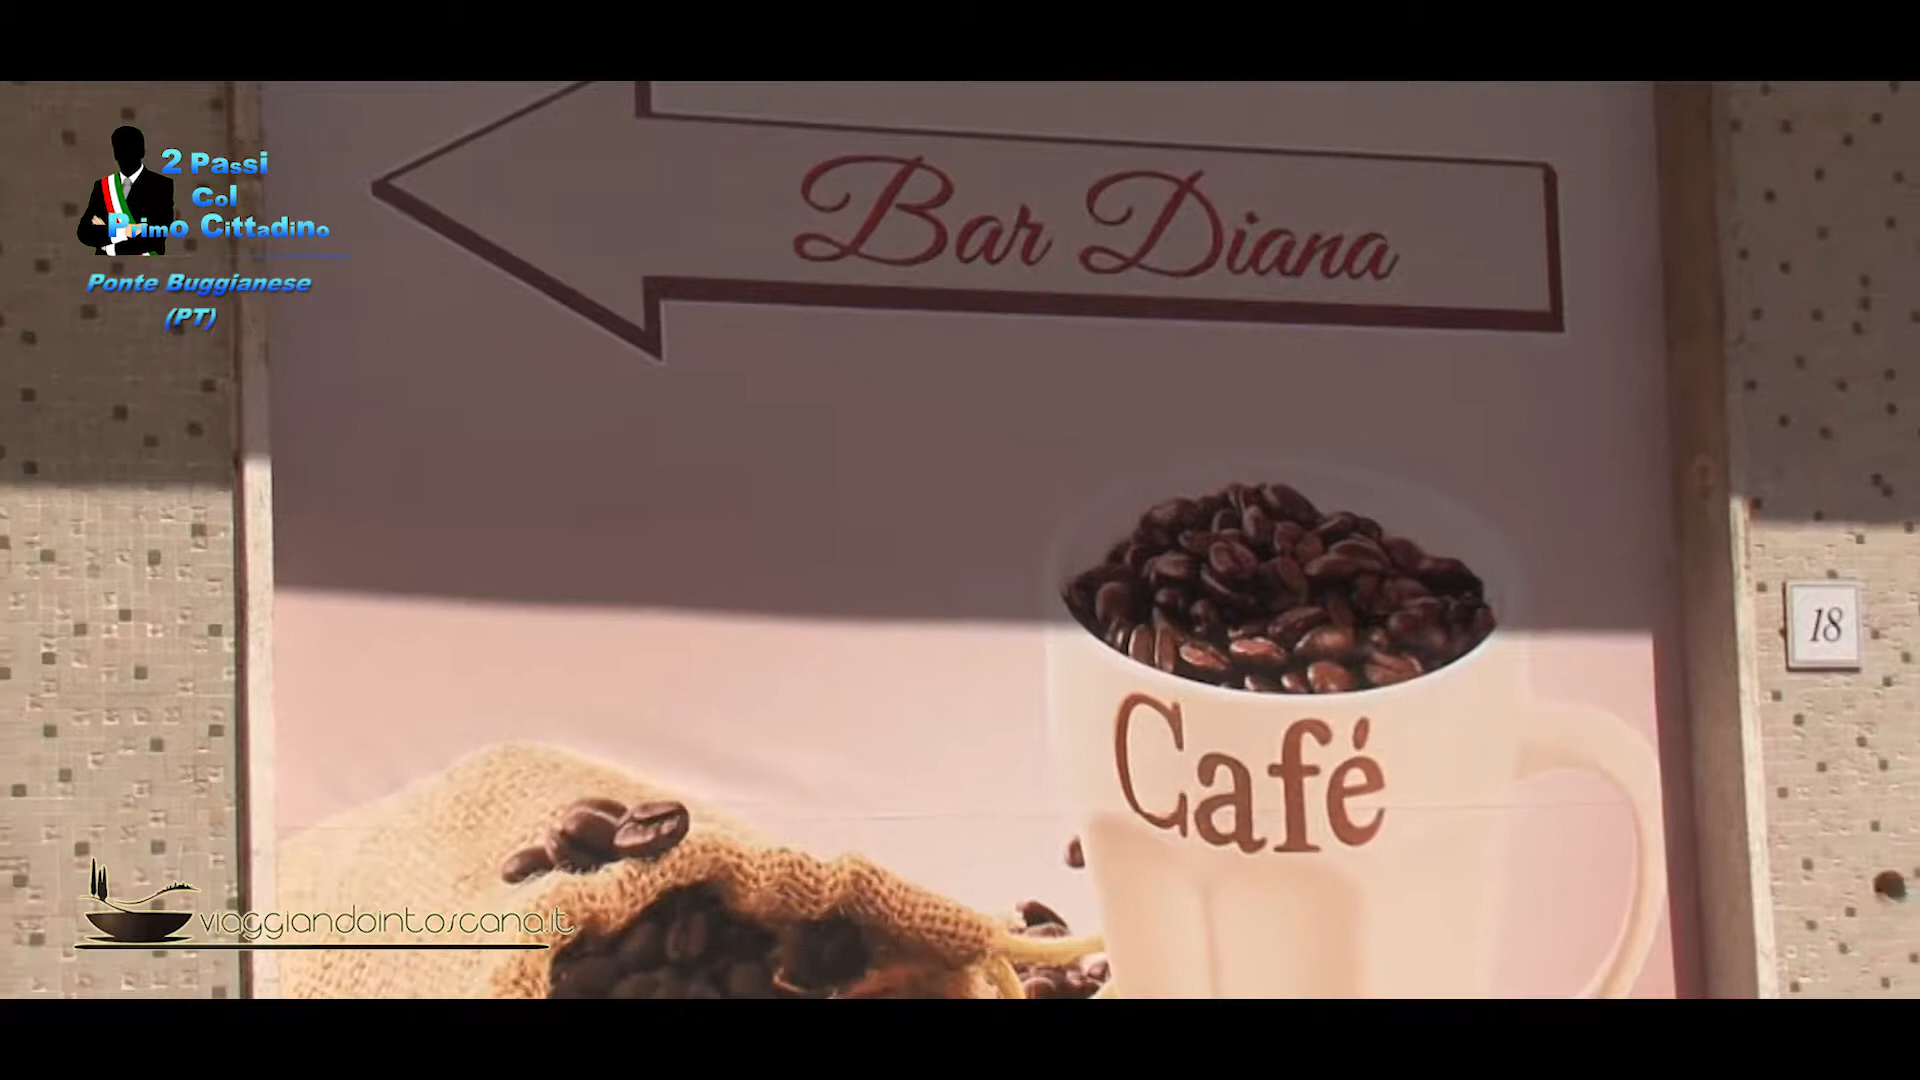 2 Passi
Col
Primo Cittadino
Ponte Buggianese
(PT)
Bar Diana
18
Café
viaggiandointoscana.it